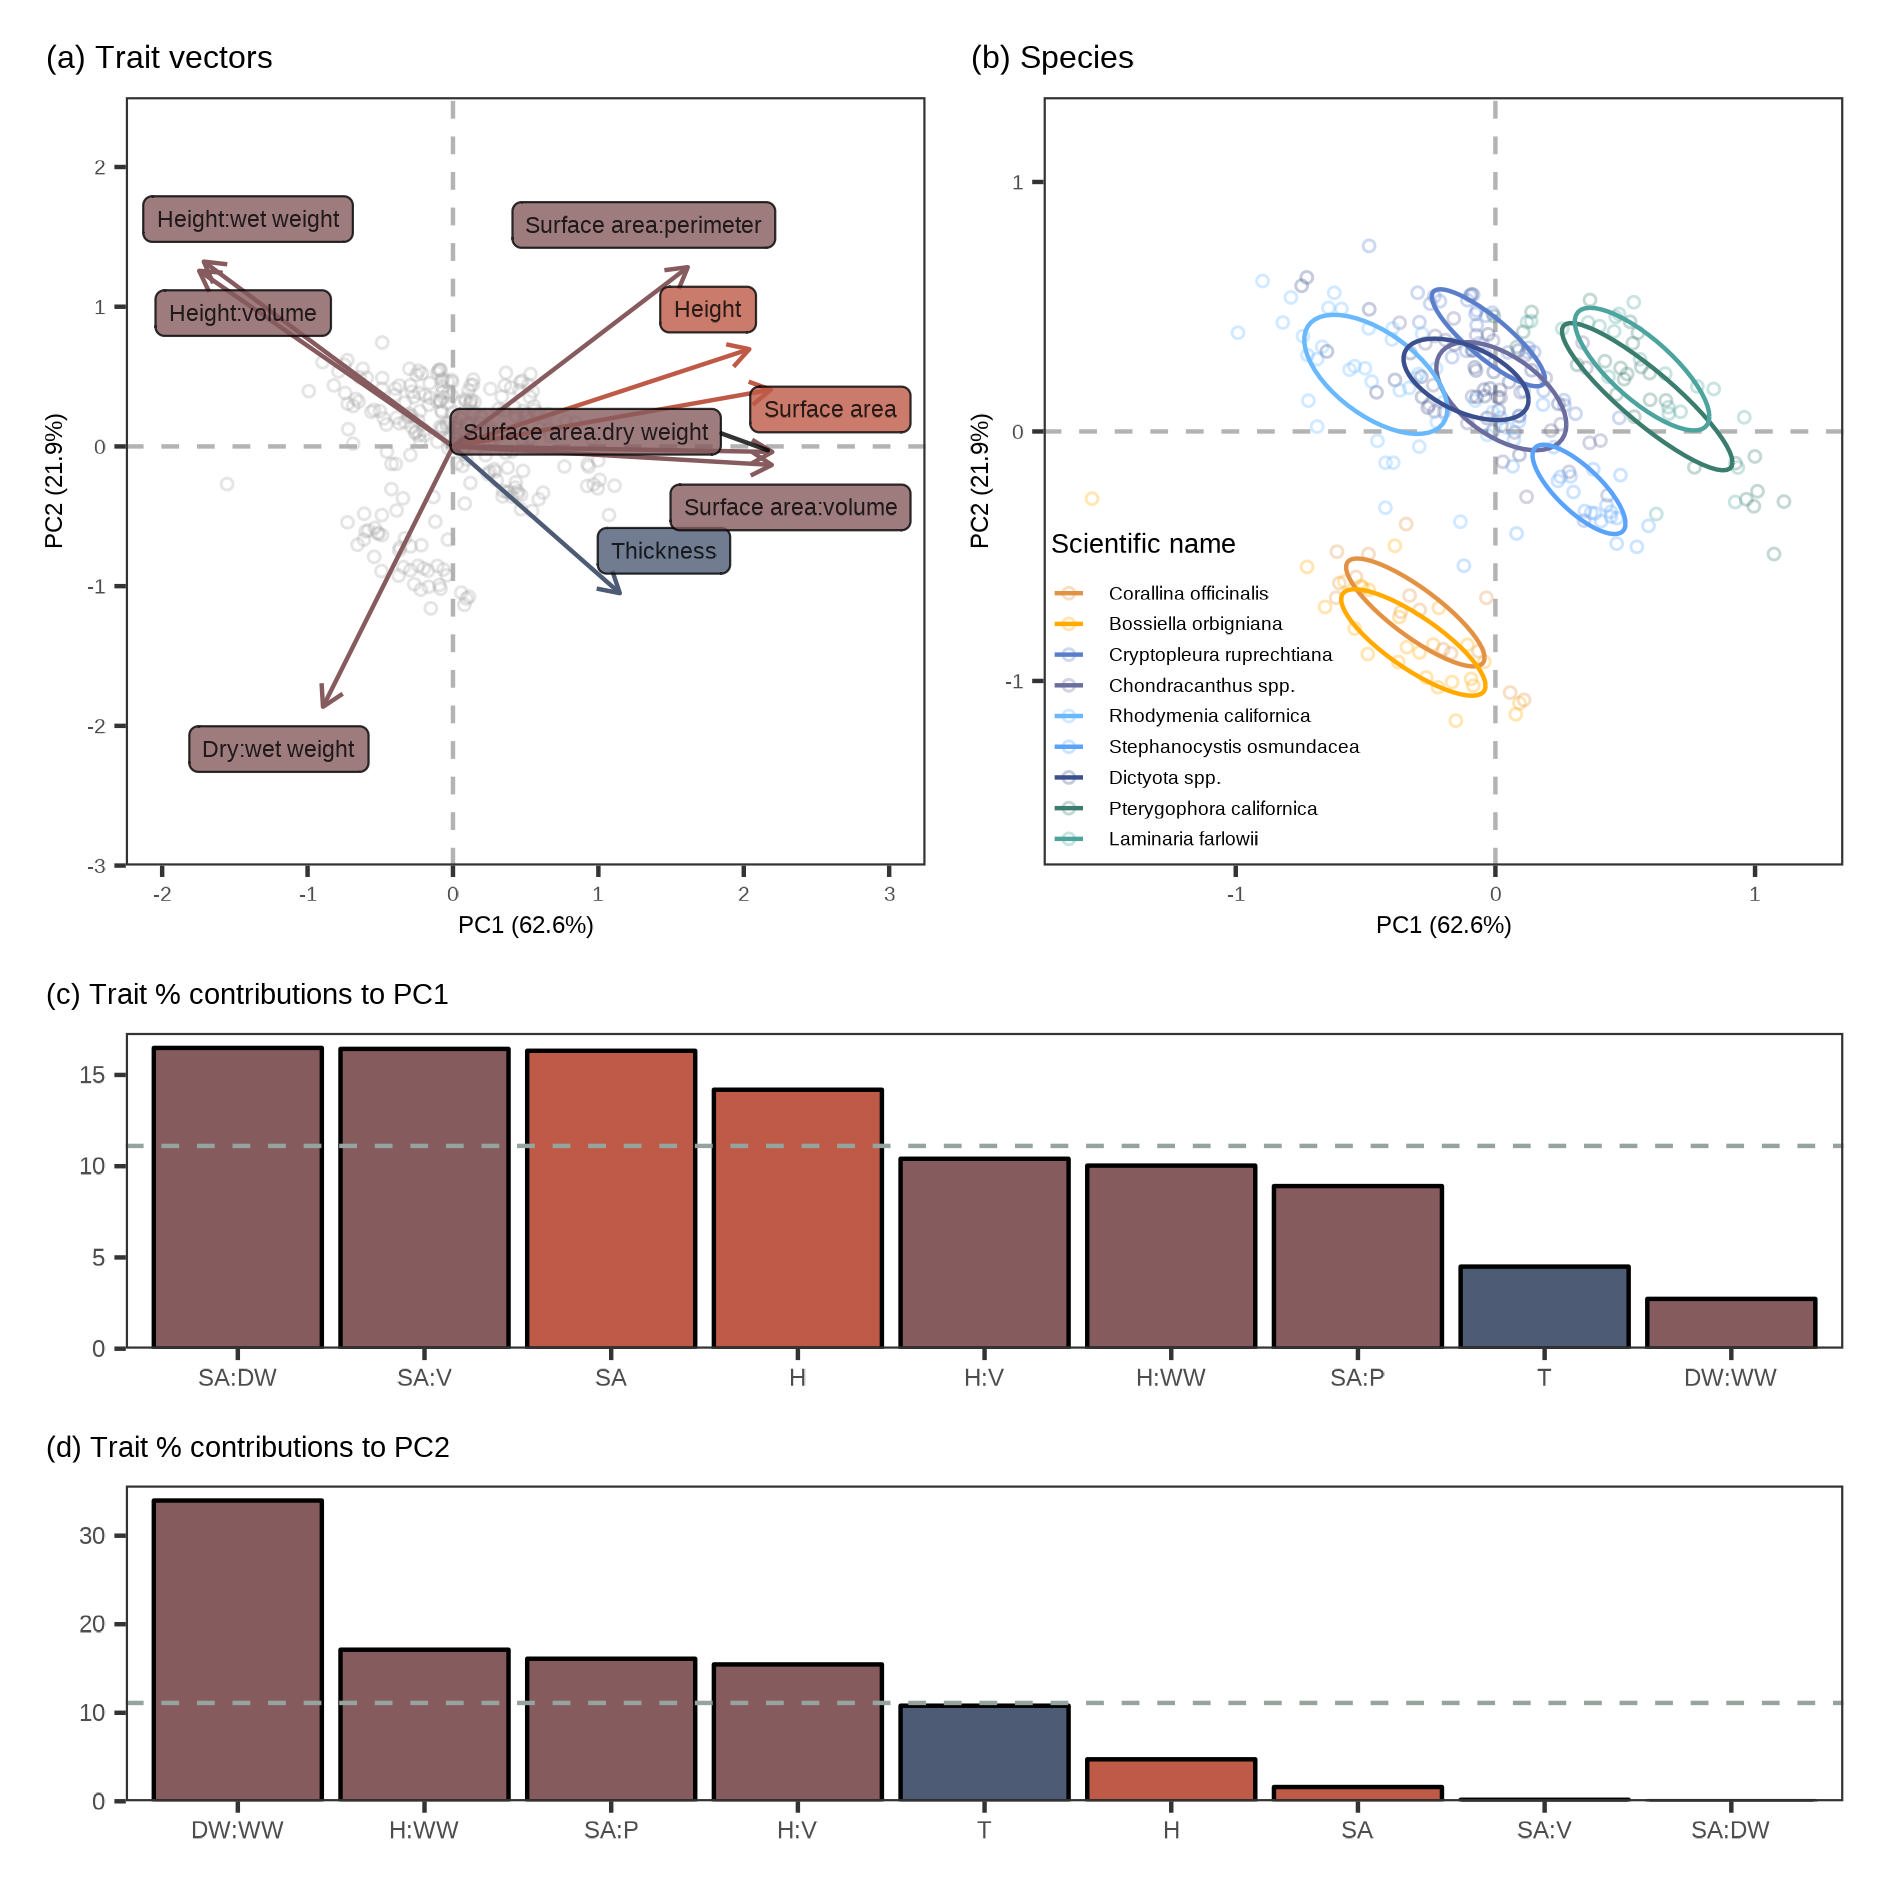 (a) Trait vectors
2
1
0
-1
-2
-3
-2
-1
0
1
2
3
PC2 (21.9%)
PC1 (62.6%)
Height:wet weight
Surface area:perimeter
Height:volume
Height
Surface area
Surface area:dry weight
Surface area:volume
Thickness
Dry:wet weight
(b) Species
1
0
-1
-1
0
1
PC2 (21.9%)
PC1 (62.6%)
Scientific name
Corallina officinalis
Bossiella orbigniana
Cryptopleura ruprechtiana
Chondracanthus spp.
Rhodymenia californica
Stephanocystis osmundacea
Dictyota spp.
Pterygophora californica
Laminaria farlowii
(c) Trait % contributions to PC1
15
10
5
0
SA:DW
SA:V
SA
H
H:V
H:WW
SA:P
T
DW:WW
(d) Trait % contributions to PC2
30
20
10
0
DW:WW
H:WW
SA:P
H:V
T
H
SA
SA:V
SA:DW